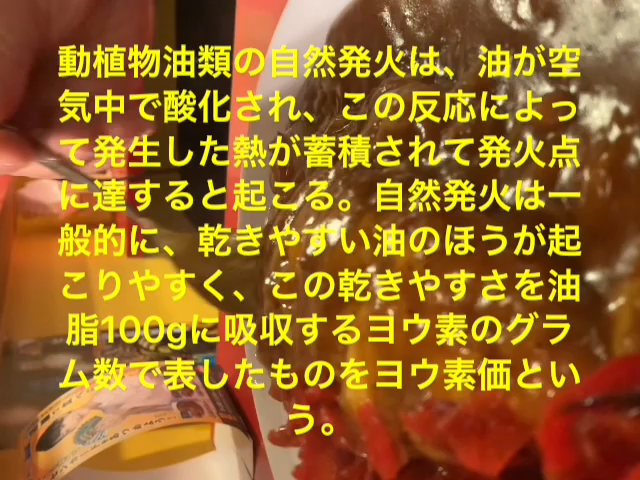 動植物油類の自然発火は、油が空
気中で酸化され、この反応によっ
て発生した熱が蓄積されて発火点
に達すると起こる。自然発火は一
般的に、乾きやすい油のほうが起
こりやすく、この乾きやすさを油
脂100gに吸収するヨウ素のグラ
ム数で表したものをヨウ素価とい
う。